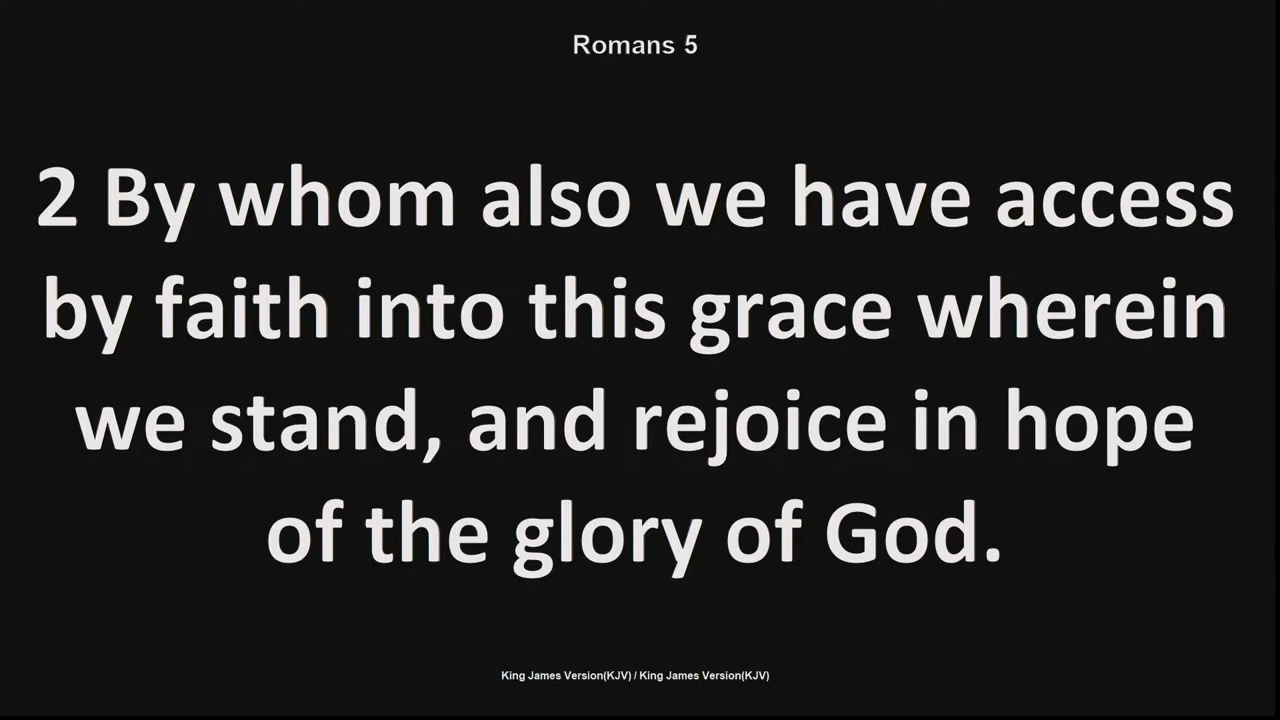 Romans 5
2 By whom also we have access
by faith into this grace wherein
we stand, and rejoice in hope
of the glory of God.
King James Version(KJV) / King James Version(KJV)